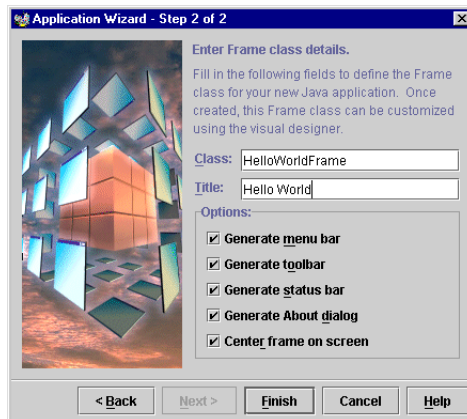 Application Wizard - Step 2 of 2
Enter Frame class details.
Fill in the following fields to define the Frame
class for your new Java application. Once
created, this Frame class can be customized
using the visual designer.
Class: HelloWorldFrame
Title: Hello World
Options:
Generate menu bar
Generate toolbar
Generate status bar
Generate About dialog
Center frame on screen
< Back Next > Finish Cancel Help